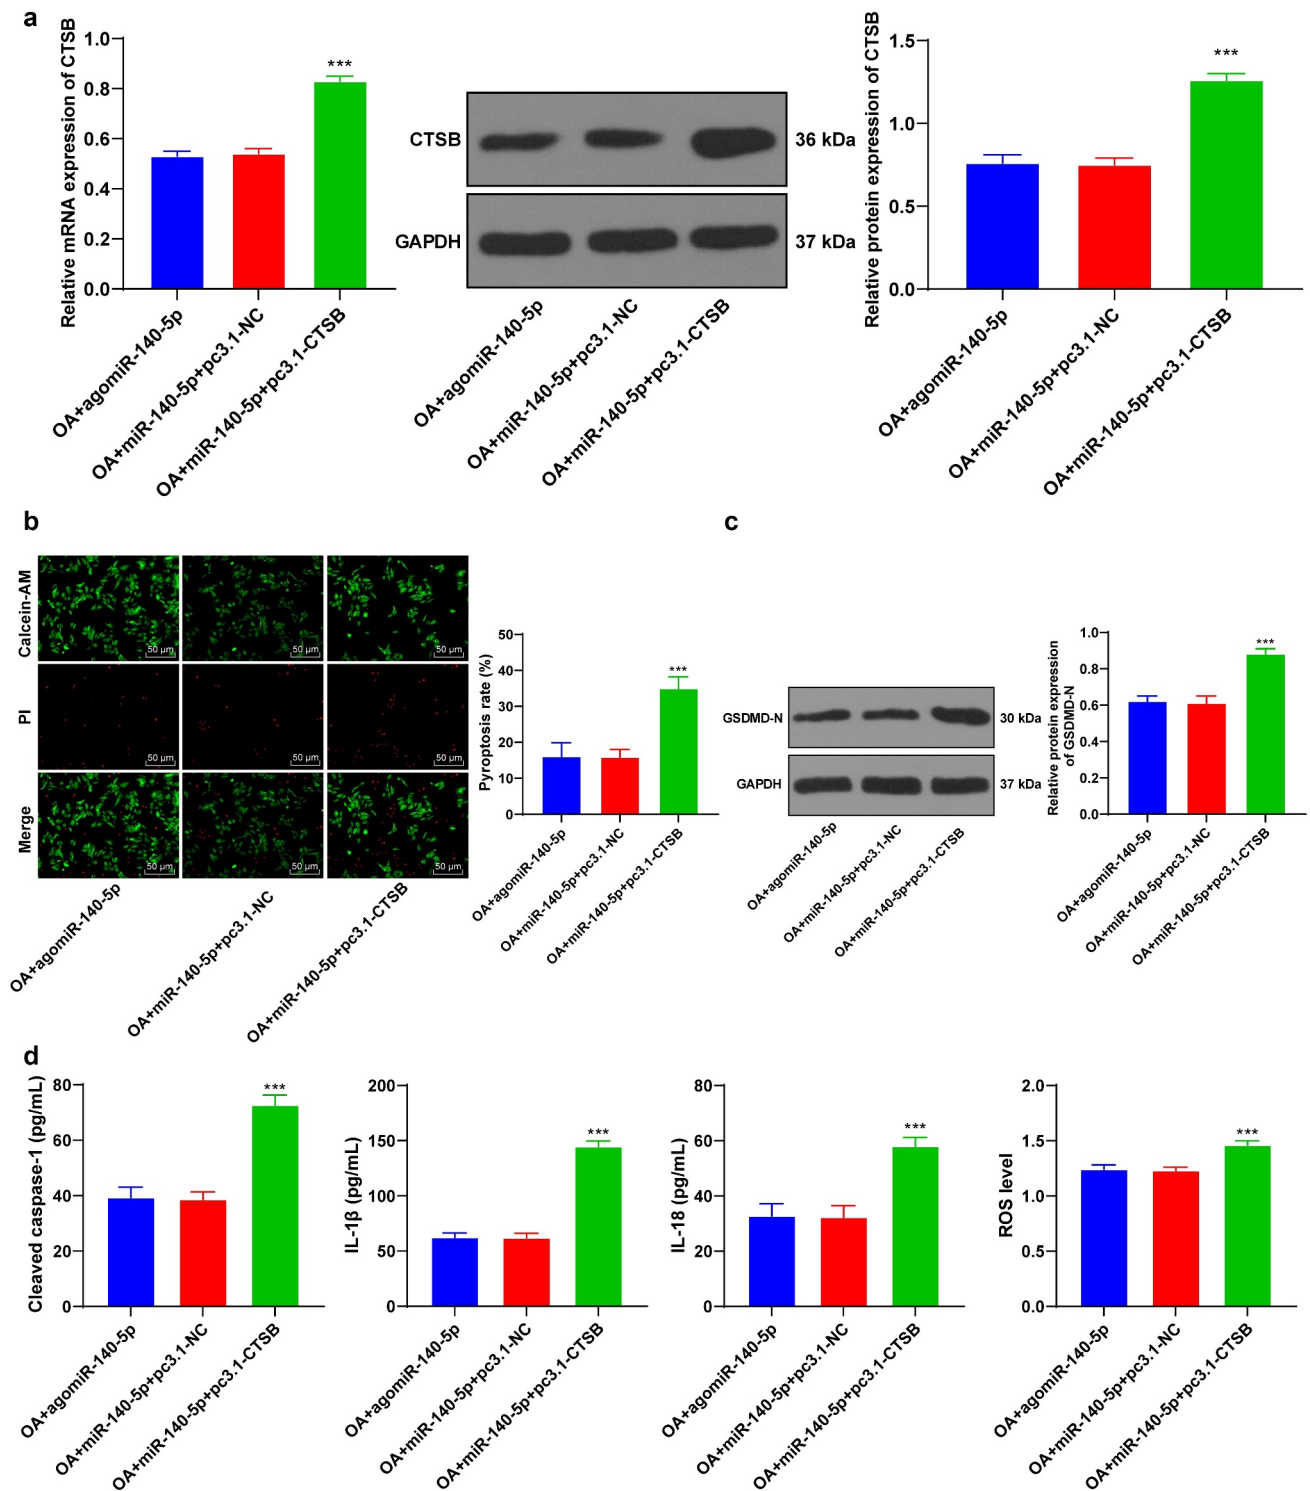 a
Relative mRNA expression of CTSB
1.0
0.8
0.6
0.4
0.2
0.0
***
OA+agomiR-140-5p
OA+miR-140-5p+pc3.1-NC
OA+miR-140-5p+pc3.1-CTSB
CTSB
36 kDa
GAPDH
37 kDa
OA+agomiR-140-5p
OA+miR-140-5p+pc3.1-NC
OA+miR-140-5p+pc3.1-CTSB
Relative protein expression of CTSB
1.5
1.0
0.5
0.0
***
OA+agomiR-140-5p
OA+miR-140-5p+pc3.1-NC
OA+miR-140-5p+pc3.1-CTSB
b
Calcein-AM
50 µm
50 µm
50 µm
PI
50 µm
50 µm
50 µm
Merge
50 µm
50 µm
50 µm
OA+agomiR-140-5p
OA+miR-140-5p+pc3.1-NC
OA+miR-140-5p+pc3.1-CTSB
Pyroptosis rate (%)
50
40
30
20
10
0
***
OA+agomiR-140-5p
OA+miR-140-5p+pc3.1-NC
OA+miR-140-5p+pc3.1-CTSB
c
GSDMD-N
30 kDa
GAPDH
37 kDa
OA+agomiR-140-5p
OA+miR-140-5p+pc3.1-NC
OA+miR-140-5p+pc3.1-CTSB
Relative protein expression
of GSDMD-N
1.0
0.8
0.6
0.4
0.2
0.0
***
OA+agomiR-140-5p
OA+miR-140-5p+pc3.1-NC
OA+miR-140-5p+pc3.1-CTSB
d
Cleaved caspase-1 (pg/mL)
80
60
40
20
0
***
OA+agomiR-140-5p
OA+miR-140-5p+pc3.1-NC
OA+miR-140-5p+pc3.1-CTSB
IL-1β (pg/mL)
200
150
100
50
0
***
OA+agomiR-140-5p
OA+miR-140-5p+pc3.1-NC
OA+miR-140-5p+pc3.1-CTSB
IL-18 (pg/mL)
80
60
40
20
0
***
OA+agomiR-140-5p
OA+miR-140-5p+pc3.1-NC
OA+miR-140-5p+pc3.1-CTSB
ROS level
2.0
1.5
1.0
0.5
0.0
***
OA+agomiR-140-5p
OA+miR-140-5p+pc3.1-NC
OA+miR-140-5p+pc3.1-CTSB